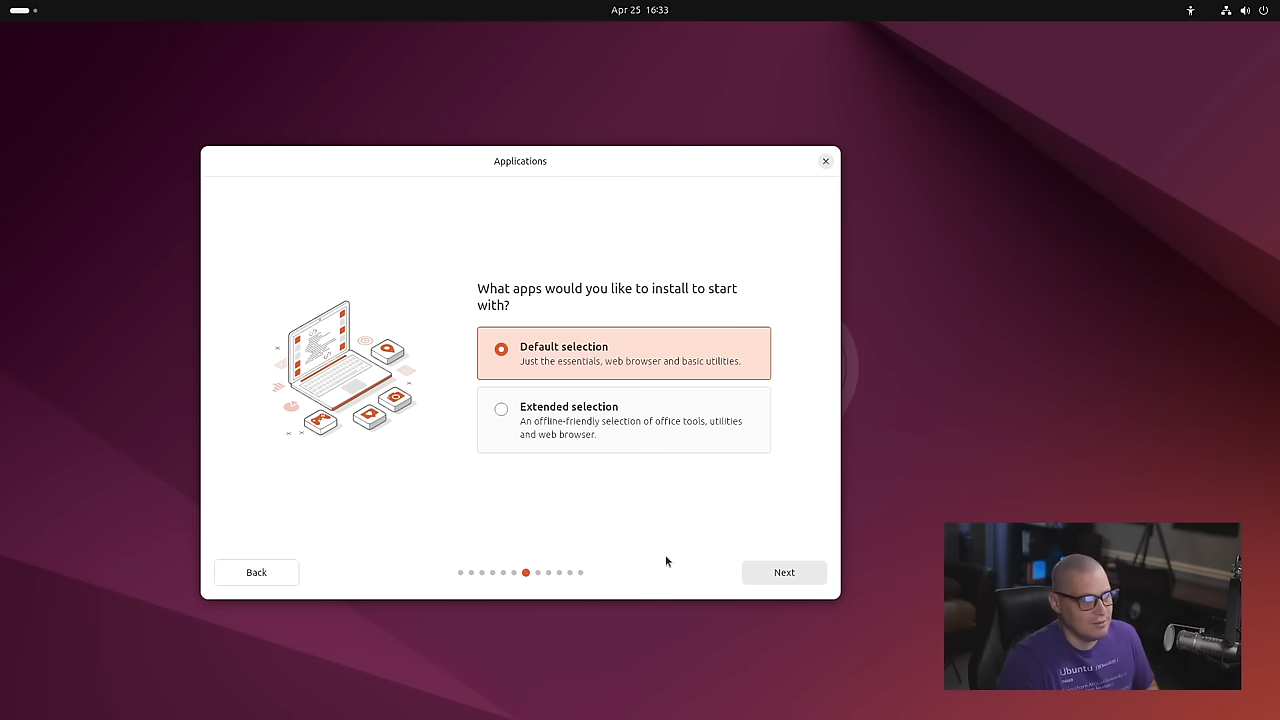 Apr 25 16:33
Applications
What apps would you like to install to start
with?
Default selection
Just the essentials, web browser and basic utilities.
Extended selection
An offline-friendly selection of office tools, utilities
and web browser.
Back
Next
Ubuntu
noun